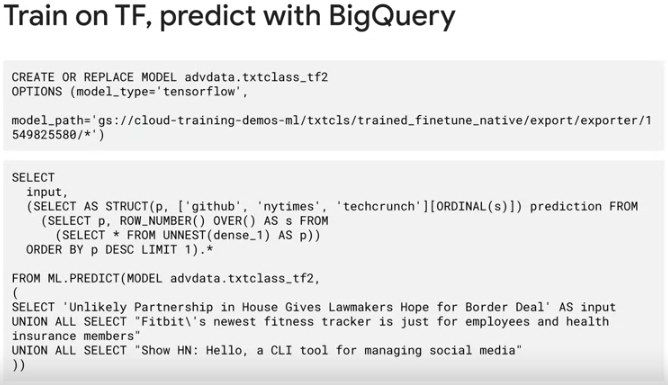 Train on TF, predict with BigQuery
CREATE OR REPLACE MODEL advdata.txtclass_tf2
OPTIONS (model_type='tensorflow',
model_path='gs://cloud-training-demos-ml/txtcls/trained_finetune_native/export/exporter/1
549825580/*')
SELECT
input,
(SELECT AS STRUCT(p, ['github', 'nytimes', 'techcrunch'][ORDINAL(s)]) prediction FROM
(SELECT p, ROW_NUMBER() OVER() AS s FROM
(SELECT * FROM UNNEST(dense_1) AS p))
ORDER BY p DESC LIMIT 1).*
FROM ML.PREDICT(MODEL advdata.txtclass_tf2,
(
SELECT 'Unlikely Partnership in House Gives Lawmakers Hope for Border Deal' AS input
UNION ALL SELECT "Fitbit\'s newest fitness tracker is just for employees and health
insurance members"
UNION ALL SELECT "Show HN: Hello, a CLI tool for managing social media"
))